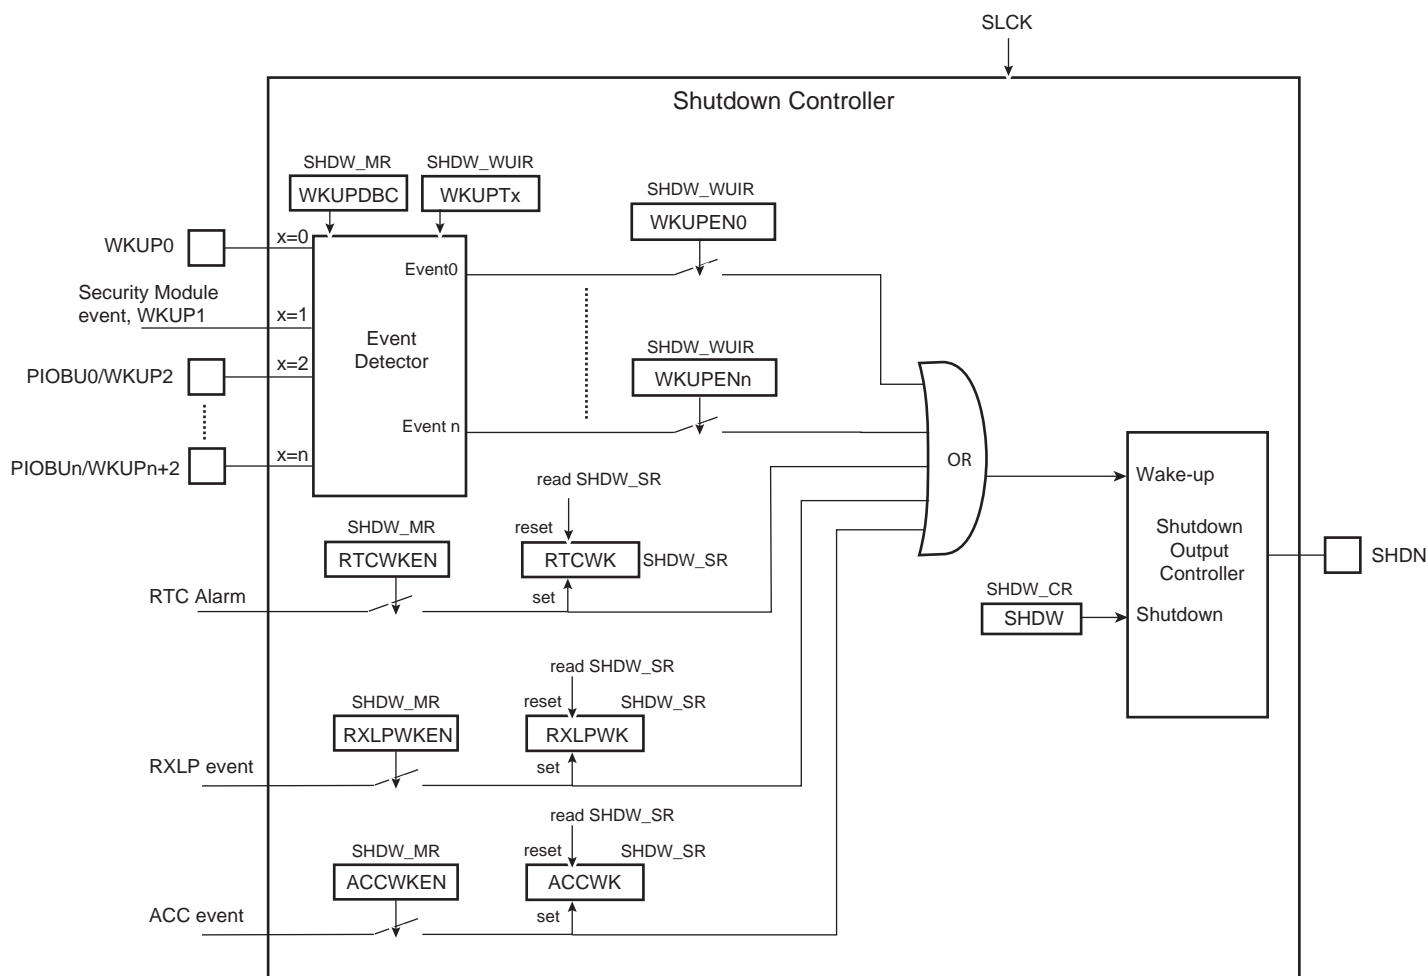 SLCK
Shutdown Controller
SHDW_MR
SHDW_WUIR
WKUPDBC
WKUPTx
SHDW_WUIR
WKUPEN0
WKUP0
x=0
Event0
Security Module
event, WKUP1
x=1
Event
Detector
SHDW_WUIR
WKUPENn
PIOBU0/WKUP2
x=2
Event n
PIOBUn/WKUPn+2
x=n
OR
Wake-up
Shutdown
Output
Controller
SHDN
read SHDW_SR
SHDW_MR
reset
RTCWKEN
RTCWK
SHDW_SR
RTC Alarm
set
SHDW_CR
SHDW
Shutdown
read SHDW_SR
SHDW_MR
reset
SHDW_SR
RXLPWKEN
RXLPWK
RXLP event
set
read SHDW_SR
SHDW_MR
reset
SHDW_SR
ACCWKEN
ACCWK
ACC event
set